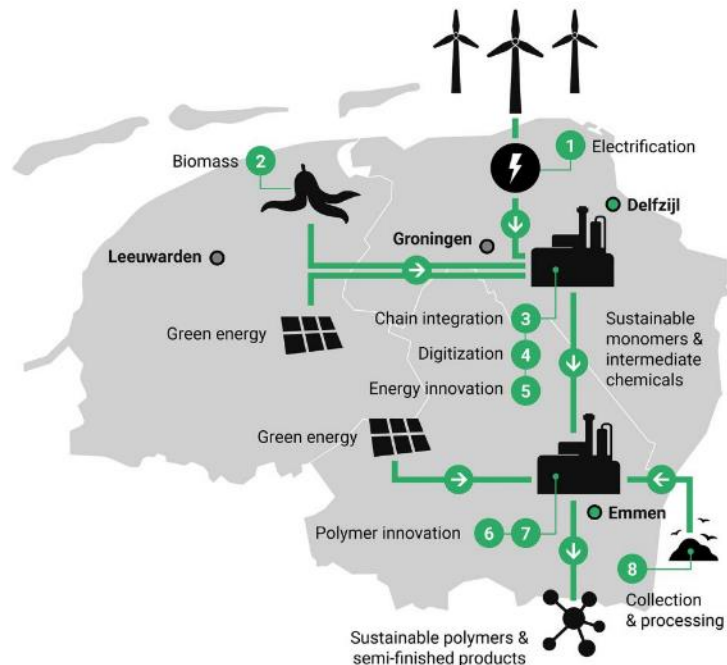 1 Electrification
Biomass 2
Delfzijl
Groningen
Leeuwarden
Green energy
Chain integration 3
Digitization 4
Energy innovation 5
Sustainable
monomers &
intermediate
chemicals
Green energy
Emmen
Polymer innovation 6 7
8
Collection
& processing
Sustainable polymers &
semi-finished products